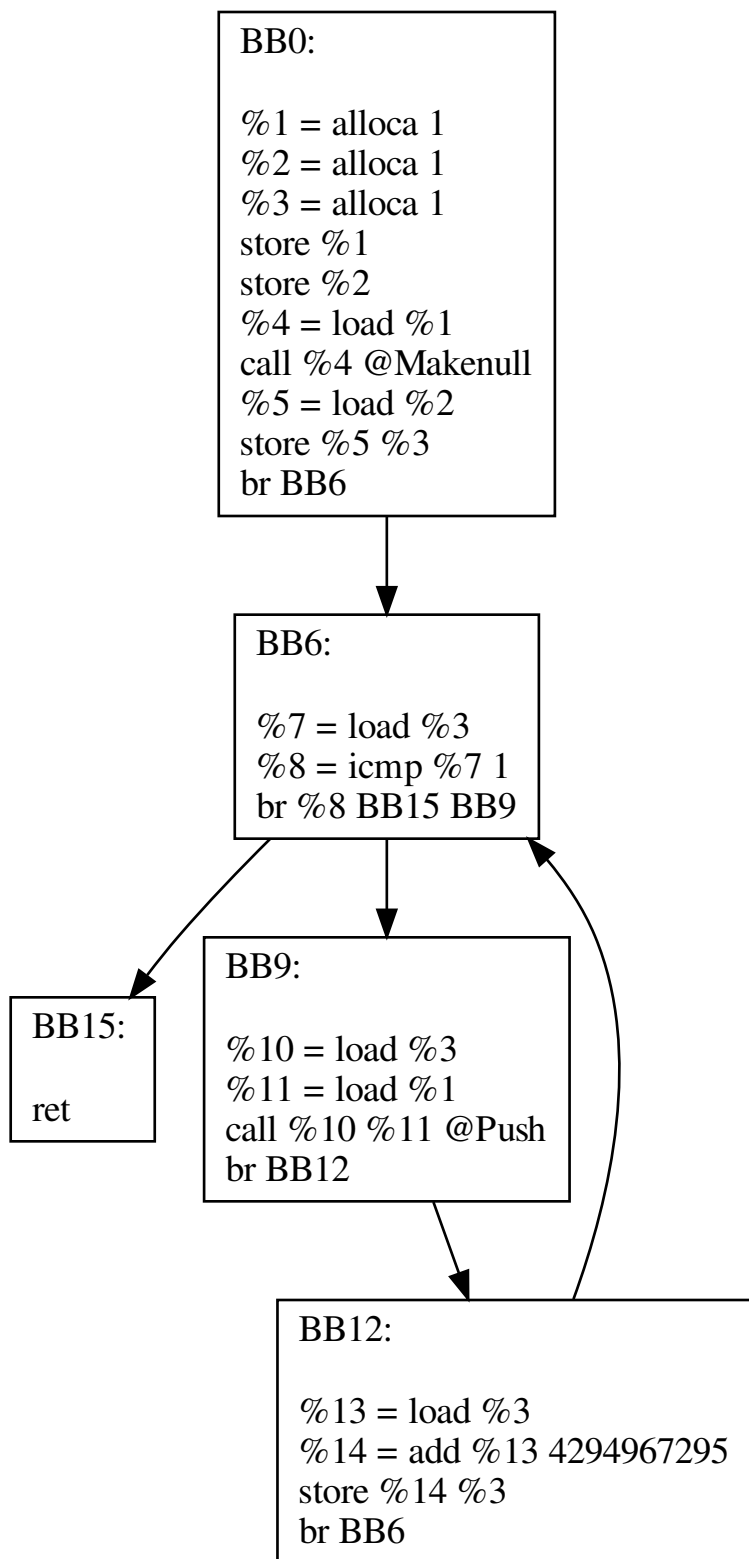 BB0:
%1 = alloca 1
%2 = alloca 1
%3 = alloca 1
store %1
store %2
%4 = load %1
call %4 @Makenull
%5 = load %2
store %5 %3
br BB6
BB6:
%7 = load %3
%8 = icmp %7 1
br %8 BB15 BB9
BB15:
ret
BB9:
%10 = load %3
%11 = load %1
call %10 %11 @Push
br BB12
BB12:
%13 = load %3
%14 = add %13 4294967295
store %14 %3
br BB6